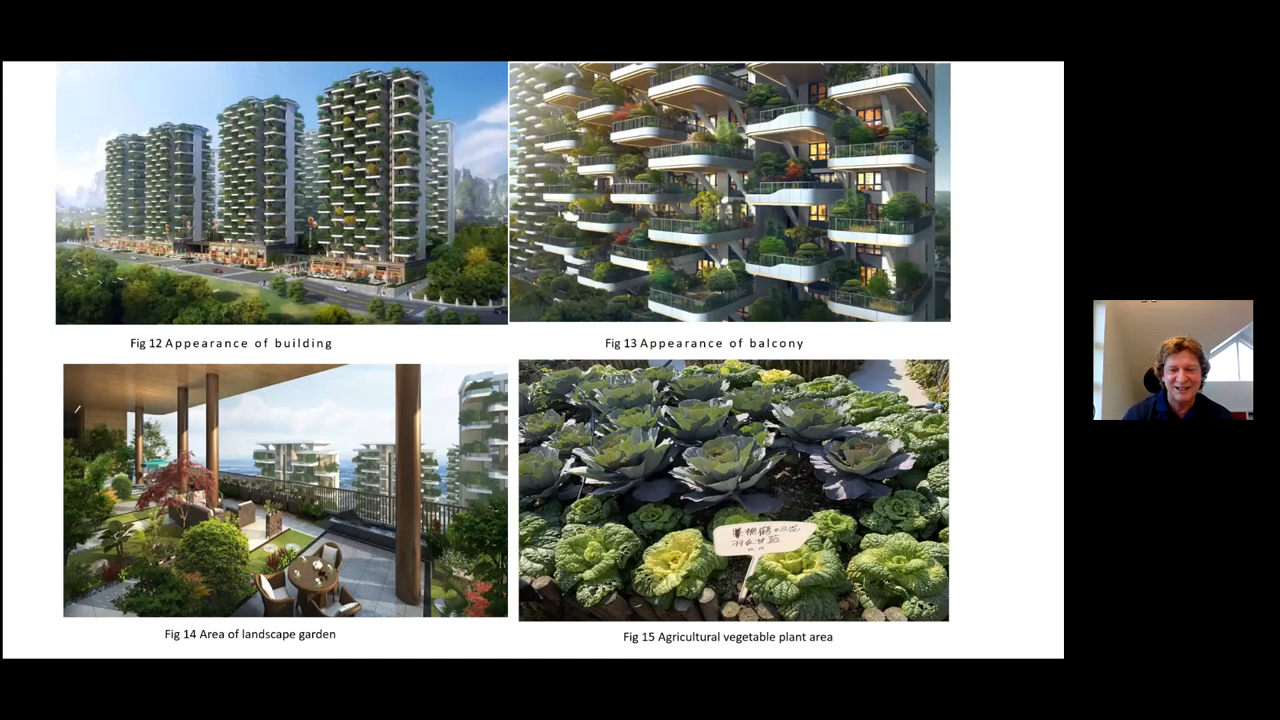 Fig 12 Appearance of building
Fig 13 Appearance of balcony
Fig 14 Area of landscape garden
Fig 15 Agricultural vegetable plant area